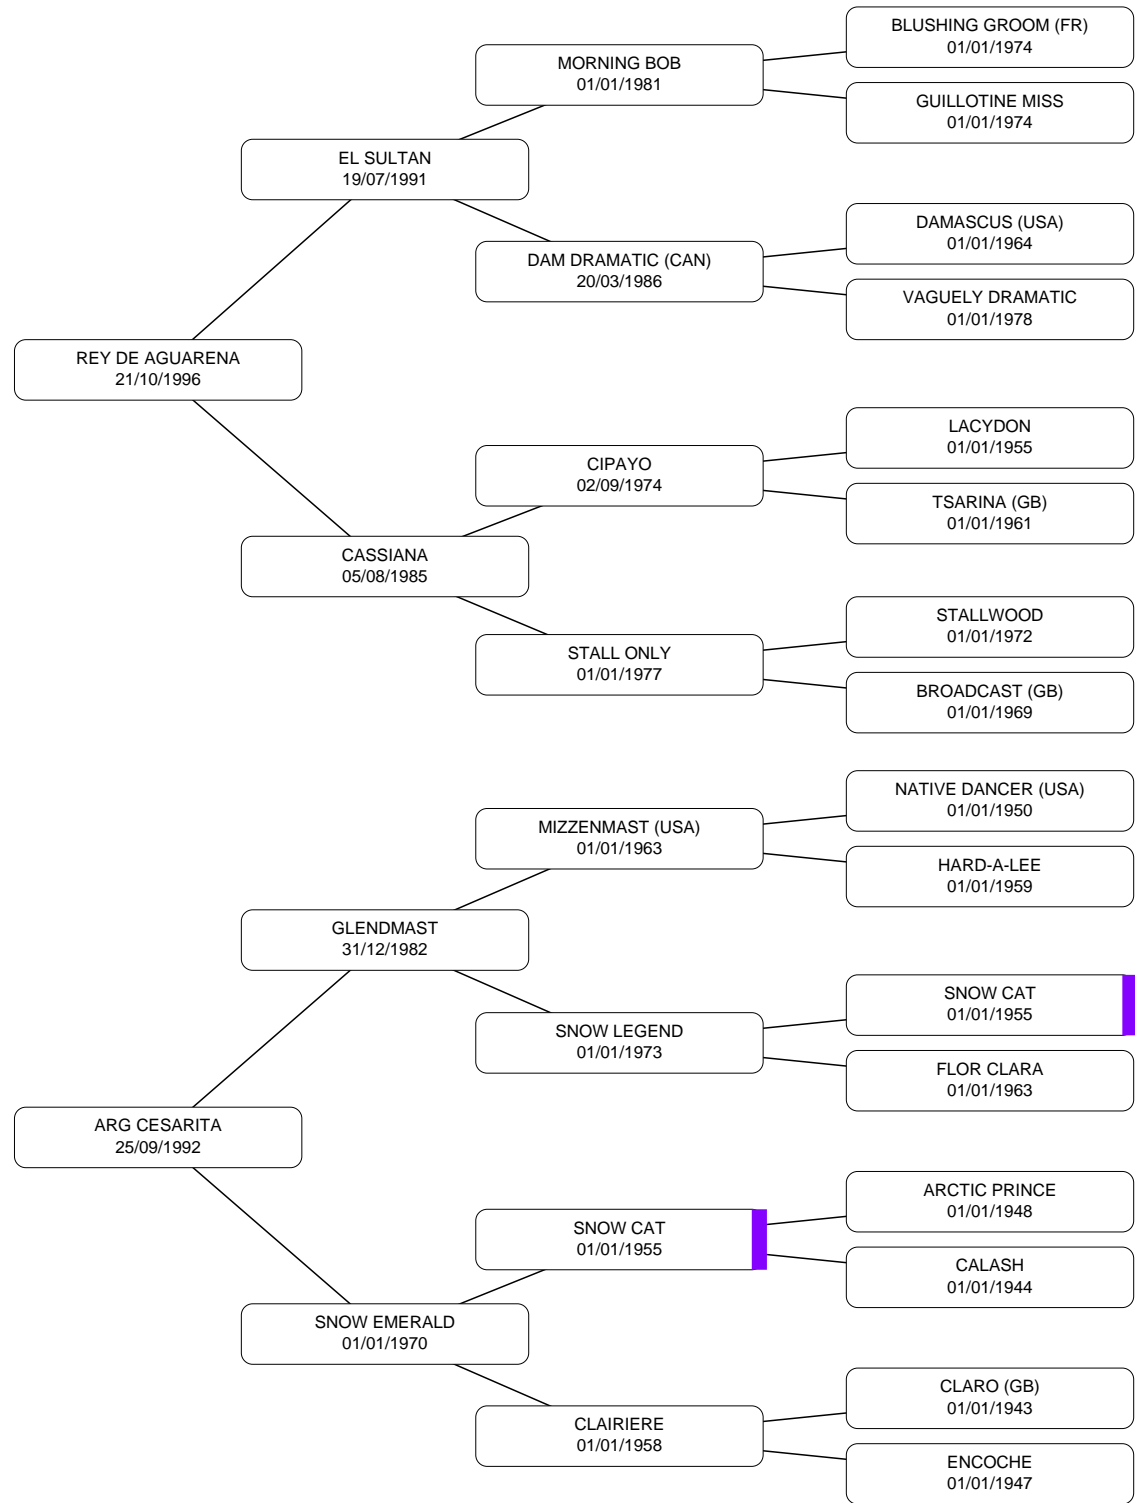 BLUSHING GROOM (FR)
01/01/1974
MORNING BOB
01/01/1981
GUILLOTINE MISS
01/01/1974
EL SULTAN
19/07/1991
DAMASCUS (USA)
01/01/1964
DAM DRAMATIC (CAN)
20/03/1986
VAGUELY DRAMATIC
01/01/1978
REY DE AGUARENA
21/10/1996
LACYDON
01/01/1955
CIPAYO
02/09/1974
TSARINA (GB)
01/01/1961
CASSIANA
05/08/1985
STALLWOOD
01/01/1972
STALL ONLY
01/01/1977
BROADCAST (GB)
01/01/1969
NATIVE DANCER (USA)
01/01/1950
MIZZENMAST (USA)
01/01/1963
HARD-A-LEE
01/01/1959
GLENDMAST
31/12/1982
SNOW CAT
01/01/1955
SNOW LEGEND
01/01/1973
FLOR CLARA
01/01/1963
ARG CESARITA
25/09/1992
ARCTIC PRINCE
01/01/1948
SNOW CAT
01/01/1955
CALASH
01/01/1944
SNOW EMERALD
01/01/1970
CLARO (GB)
01/01/1943
CLAIRIERE
01/01/1958
ENCOCHE
01/01/1947